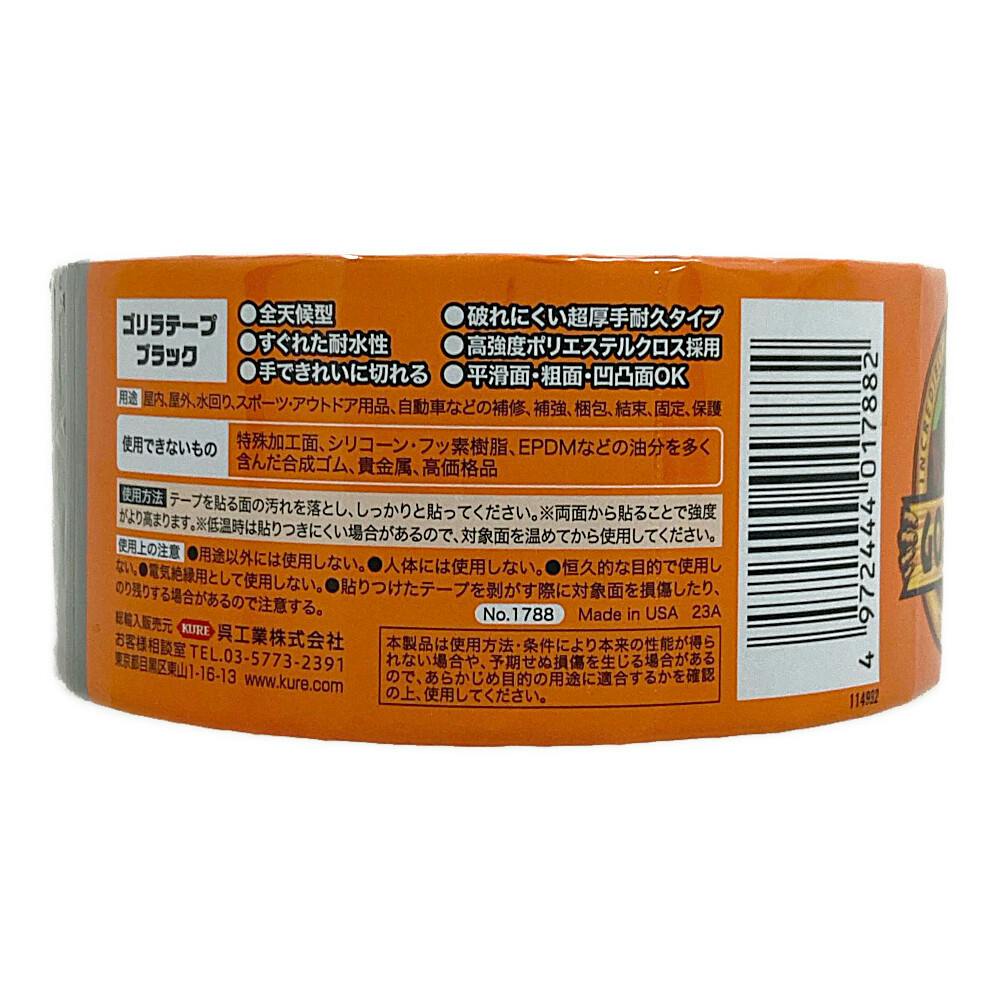 ゴリラテープ
ブラック
●全天候型
●すぐれた耐水性
●手できれいに切れる
●破れにくい超厚手耐久タイプ
●高強度ポリエステルクロス採用
●平滑面・粗面・凹凸面OK
用途 屋内、屋外、水回り、スポーツ・アウトドア用品、自動車などの補修、補強、梱包、結束、固定、保護
使用できないもの
特殊加工面、シリコーン・フッ素樹脂、EPDMなどの油分を多く
含んだ合成ゴム、貴金属、高価格品
使用方法 テープを貼る面の汚れを落とし、しっかりと貼ってください。※両面から貼ることで強度
がより高まります。※低温時は貼りつきにくい場合があるので、対象面を温めてから使用してください。
使用上の注意 ●用途以外には使用しない。●人体には使用しない。●恒久的な目的で使用し
ない。●電気絶縁用として使用しない。●貼りつけたテープを剥がす際に対象面を損傷したり、
のり残りする場合があるので注意する。
No.1788 Made in USA 23A
総輸入販売元 KURE 呉工業株式会社
お客様相談室 TEL.03-5773-2391
東京都目黒区東山1-16-13 www.kure.com
本製品は使用方法・条件により本来の性能が得ら
れない場合や、予期せぬ損傷を生じる場合がある
ので、あらかじめ目的の用途に適合するかを確認
の上、使用してください。
4 972444 017882
114992
INCRED
GO